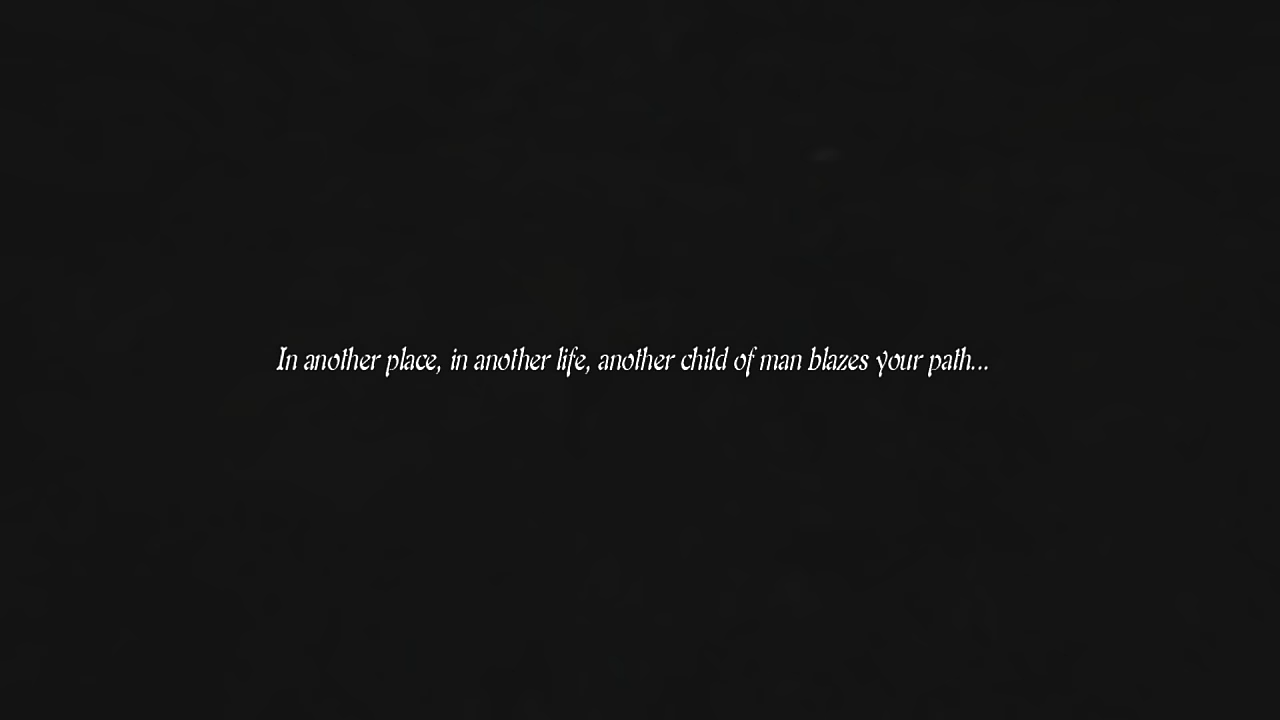 In another place, in another life, another child of man blazes your path...